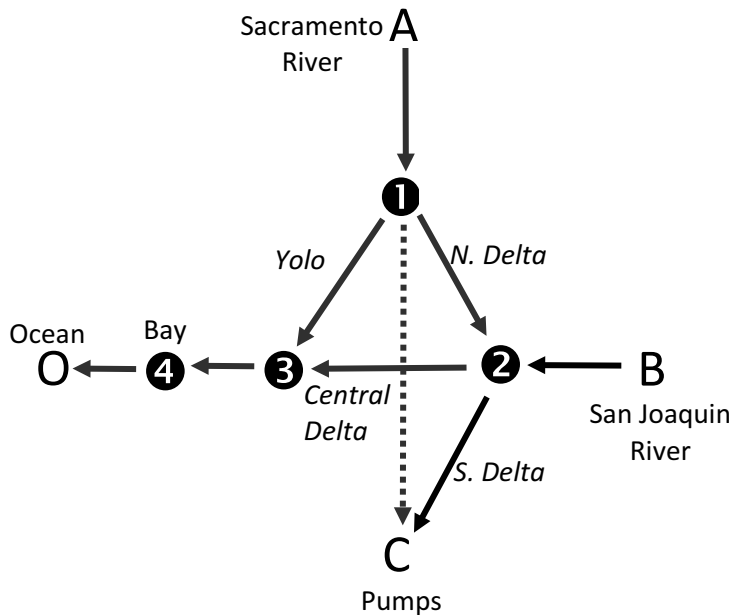 Sacramento
River
A
1
Yolo
N. Delta
Ocean
O
Bay
4
3
2
B
Central
Delta
San Joaquin
River
S. Delta
C
Pumps